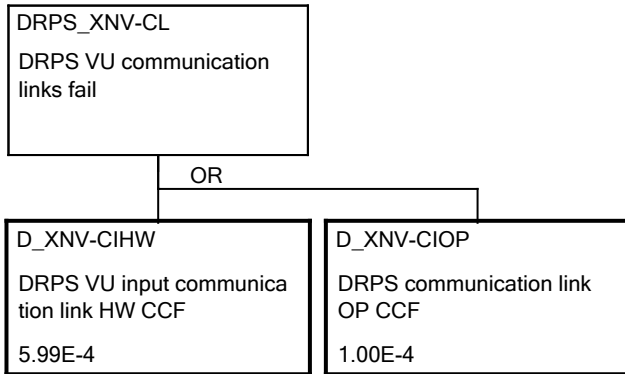 DRPS_XNV-CL
DRPS VU communication
links fail
OR
D_XNV-CIHW
DRPS VU input communica
tion link HW CCF
5.99E-4
D_XNV-CIOP
DRPS communication link
OP CCF
1.00E-4